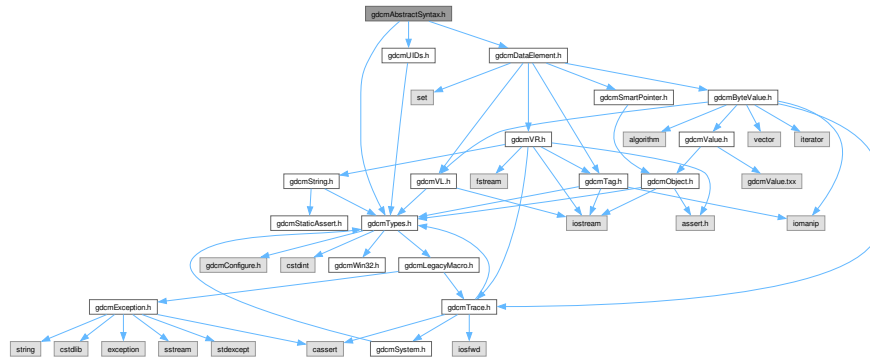 gdcmAbstractSyntax.h
gdcmUIDs.h
gdcmDataElement.h
set
gdcmSmartPointer.h
gdcmByteValue.h
algorithm
gdcmVR.h
gdcmValue.h
vector
iterator
gdcmString.h
gdcmVL.h
fstream
gdcmTag.h
gdcmObject.h
gdcmValue.txx
gdcmStaticAssert.h
gdcmTypes.h
iostream
assert.h
iomanip
gdcmConfigure.h
cstdint
gdcmWin32.h
gdcmLegacyMacro.h
gdcmException.h
gdcmTrace.h
string
cstdlib
exception
sstream
stdexcept
cassert
gdcmSystem.h
iosfwd